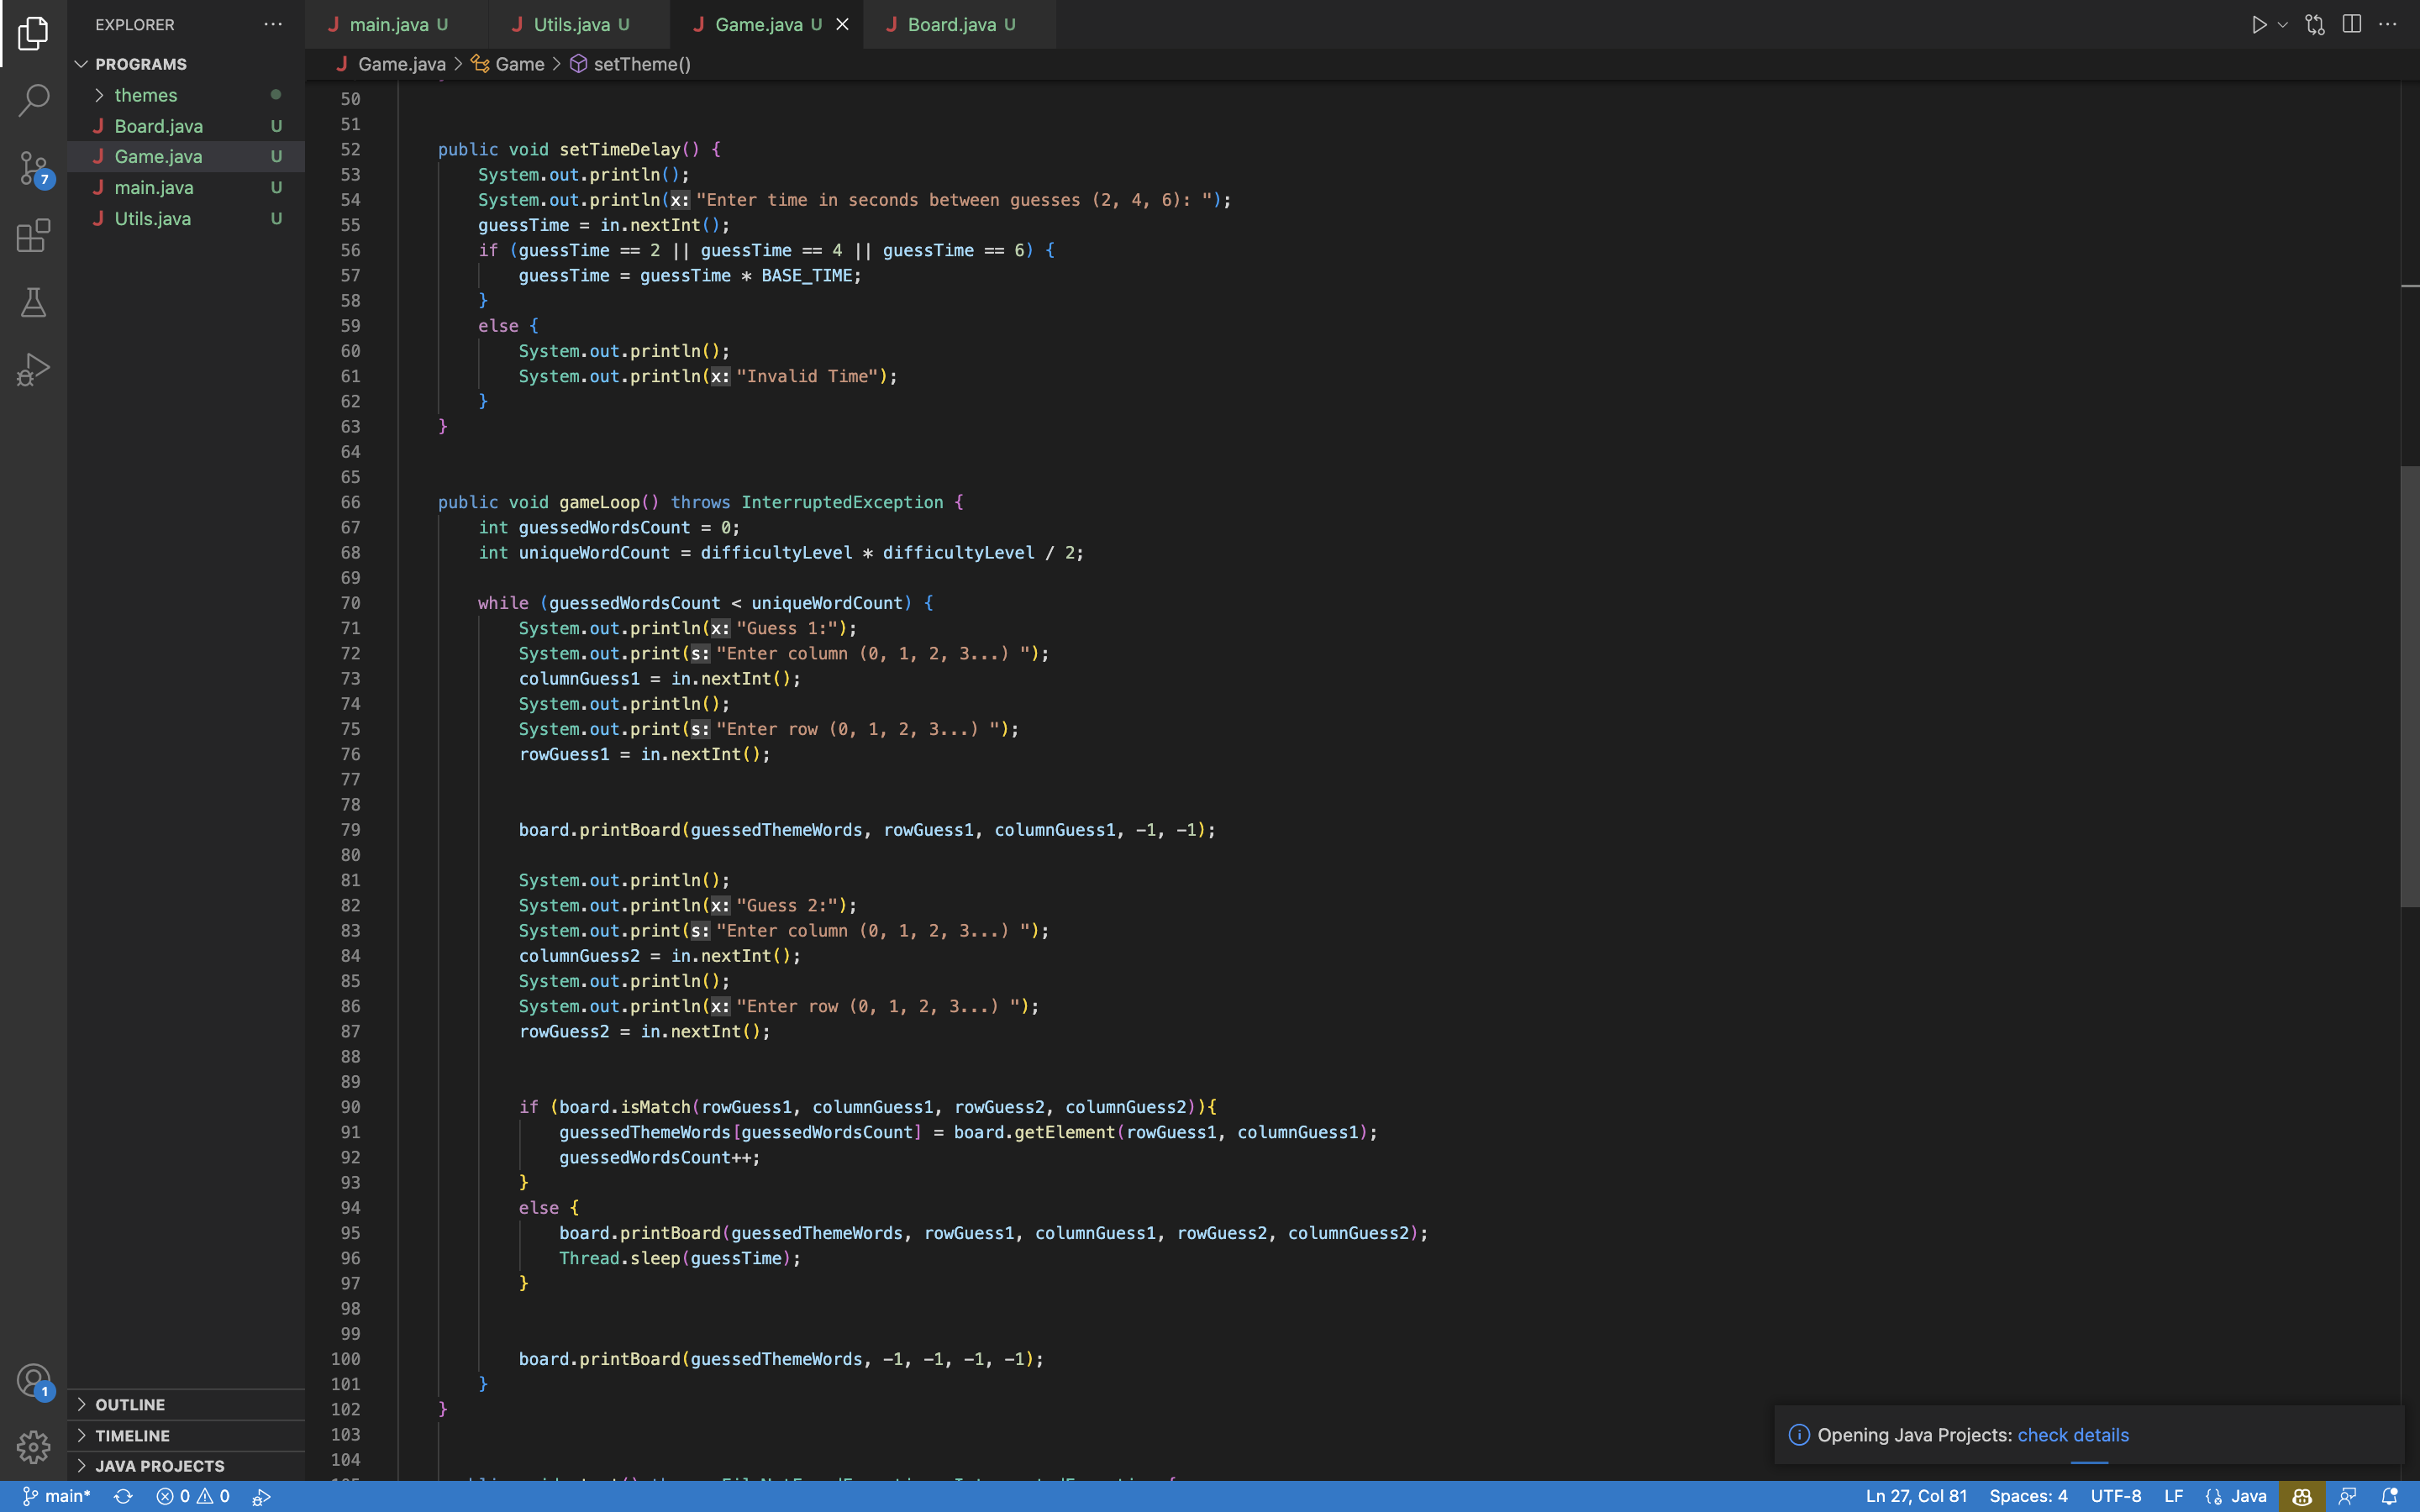 EXPLORER
PROGRAMS
themes
Board.java U
Game.java U
main.java U
Utils.java U
7
1
OUTLINE
TIMELINE
JAVA PROJECTS
main.java U Utils.java U Game.java U Board.java U
Game.java > Game > setTheme()
50
51
52 public void setTimeDelay() {
53 System.out.println();
54 System.out.println(x: "Enter time in seconds between guesses (2, 4, 6): ");
55 guessTime = in.nextInt();
56 if (guessTime == 2 || guessTime == 4 || guessTime == 6) {
57 guessTime = guessTime * BASE_TIME;
58 }
59 else {
60 System.out.println();
61 System.out.println(x: "Invalid Time");
62 }
63 }
64
65
66 public void gameLoop() throws InterruptedException {
67 int guessedWordsCount = 0;
68 int uniqueWordCount = difficultyLevel * difficultyLevel / 2;
69
70 while (guessedWordsCount < uniqueWordCount) {
71 System.out.println(x: "Guess 1:");
72 System.out.print(s: "Enter column (0, 1, 2, 3...) ");
73 columnGuess1 = in.nextInt();
74 System.out.println();
75 System.out.print(s: "Enter row (0, 1, 2, 3...) ");
76 rowGuess1 = in.nextInt();
77
78
79 board.printBoard(guessedThemeWords, rowGuess1, columnGuess1, -1, -1);
80
81 System.out.println();
82 System.out.println(x: "Guess 2:");
83 System.out.print(s: "Enter column (0, 1, 2, 3...) ");
84 columnGuess2 = in.nextInt();
85 System.out.println();
86 System.out.println(x: "Enter row (0, 1, 2, 3...) ");
87 rowGuess2 = in.nextInt();
88
89
90 if (board.isMatch(rowGuess1, columnGuess1, rowGuess2, columnGuess2)){
91 guessedThemeWords[guessedWordsCount] = board.getElement(rowGuess1, columnGuess1);
92 guessedWordsCount++;
93 }
94 else {
95 board.printBoard(guessedThemeWords, rowGuess1, columnGuess1, rowGuess2, columnGuess2);
96 Thread.sleep(guessTime);
97 }
98
99
100 board.printBoard(guessedThemeWords, -1, -1, -1, -1);
101 }
102 }
103
104
Opening Java Projects: check details
main* 0 0 Ln 27, Col 81 Spaces: 4 UTF-8 LF Java